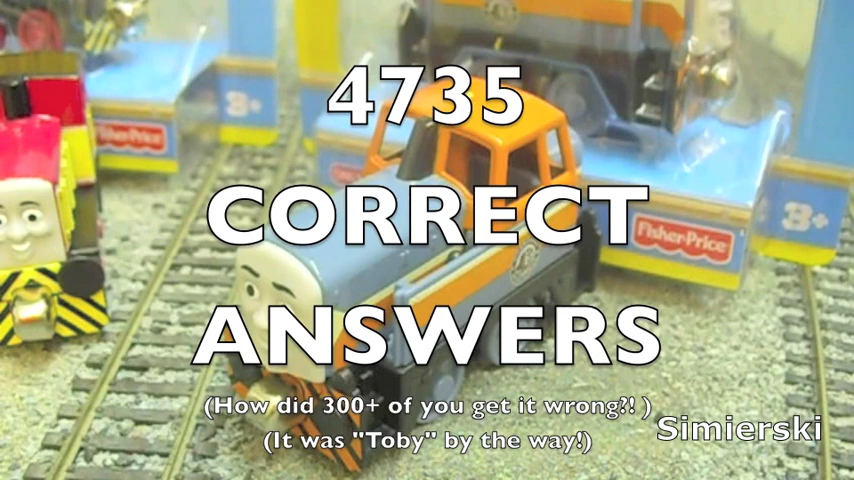 4735
CORRECT
ANSWERS
(How did 300+ of you get it wrong?! )
(It was "Toby" by the way!)
Simierski
Fisher-Price
Fisher-Price
3+
3+